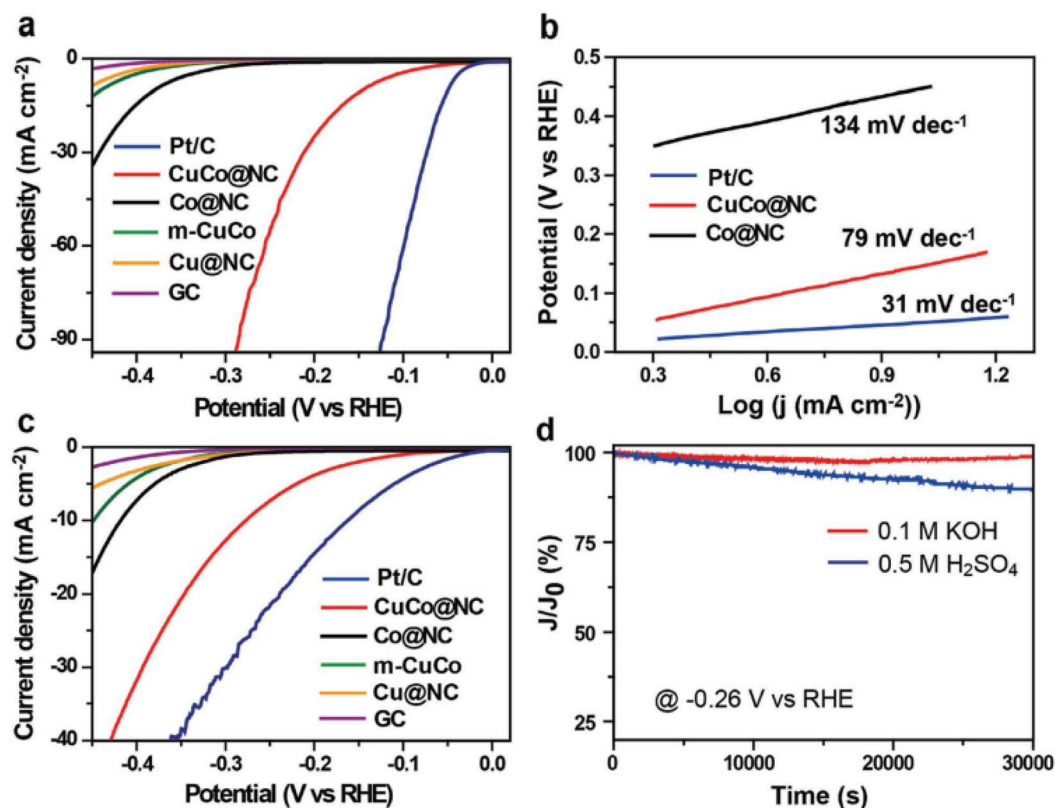 a
0
-30
-60
-90
-0.4
-0.3
-0.2
-0.1
0.0
Current density (mA cm⁻²)
Potential (V vs RHE)
Pt/C
CuCo@NC
Co@NC
m-CuCo
Cu@NC
GC
b
0.5
0.4
0.3
0.2
0.1
0.0
0.3
0.6
0.9
1.2
Potential (V vs RHE)
Log (j (mA cm⁻²))
134 mV dec⁻¹
Pt/C
CuCo@NC
Co@NC
79 mV dec⁻¹
31 mV dec⁻¹
c
0
-10
-20
-30
-40
-0.4
-0.3
-0.2
-0.1
0.0
Current density (mA cm⁻²)
Potential (V vs RHE)
Pt/C
CuCo@NC
Co@NC
m-CuCo
Cu@NC
GC
d
100
75
50
25
0
10000
20000
30000
J/J₀ (%)
Time (s)
0.1 M KOH
0.5 M H₂SO₄
@ -0.26 V vs RHE